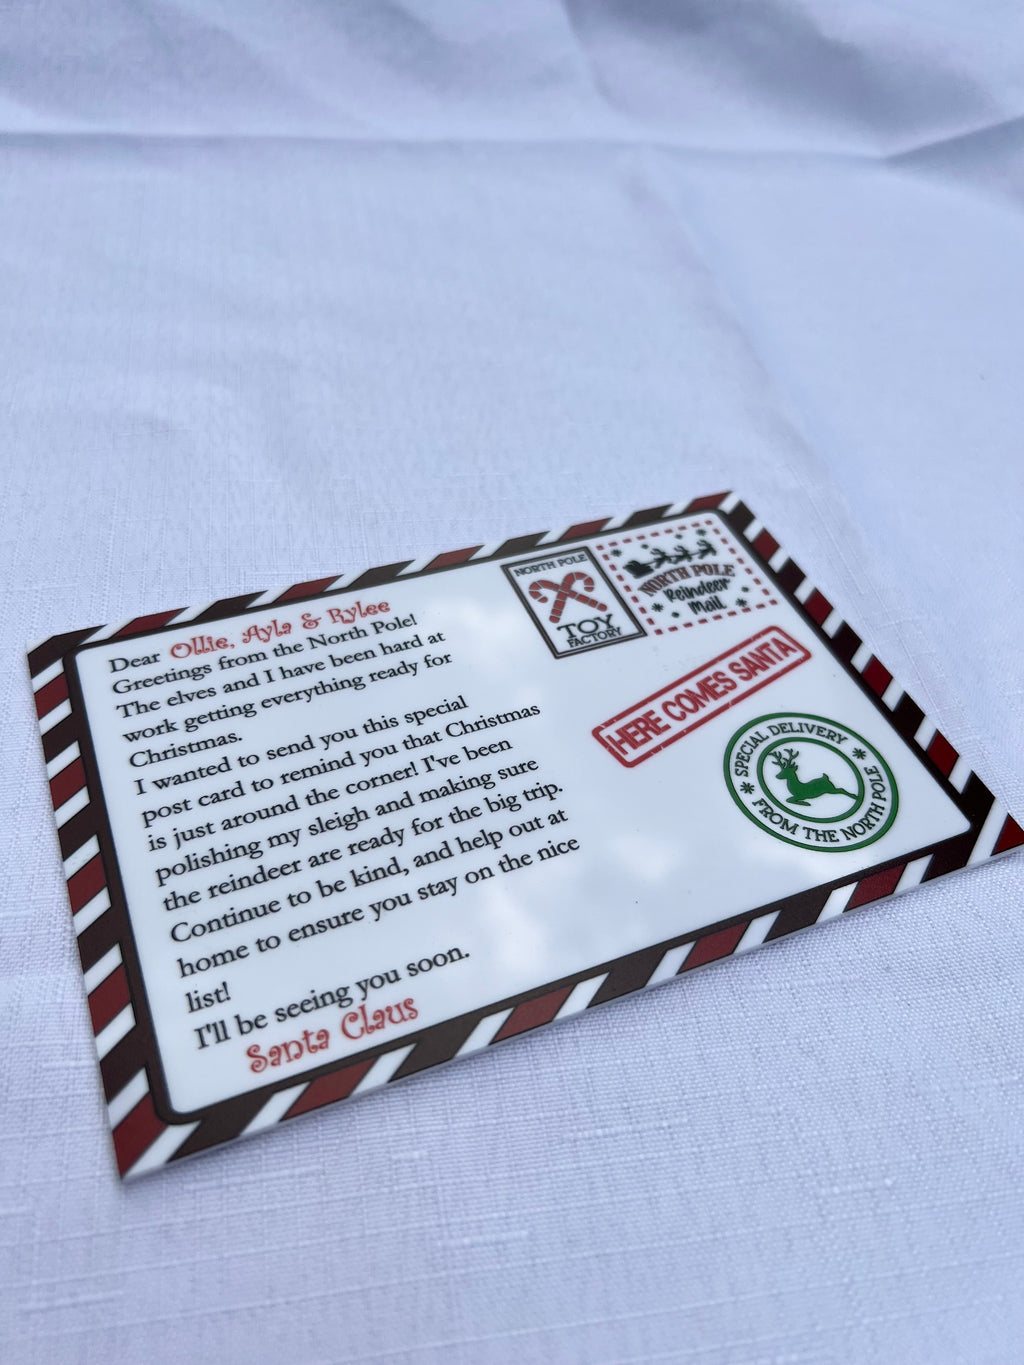 Dear Ollie, Ayla & Rylee
Greetings from the North Pole!
The elves and I have been hard at
work getting everything ready for
Christmas.
I wanted to send you this special
post card to remind you that Christmas
is just around the corner! I've been
polishing my sleigh and making sure
the reindeer are ready for the big trip.
Continue to be kind, and help out at
home to ensure you stay on the nice
list!
I'll be seeing you soon.
Santa Claus
NORTH POLE
TOY
FACTORY
NORTH POLE
Reindeer
Mail
HERE COMES SANTA
SPECIAL DELIVERY
FROM THE NORTH POLE